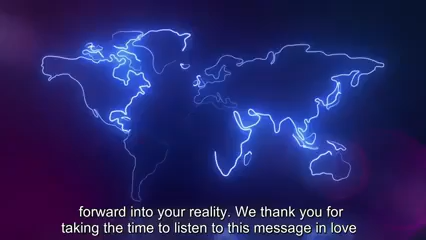 forward into your reality. We thank you for
taking the time to listen to this message in love